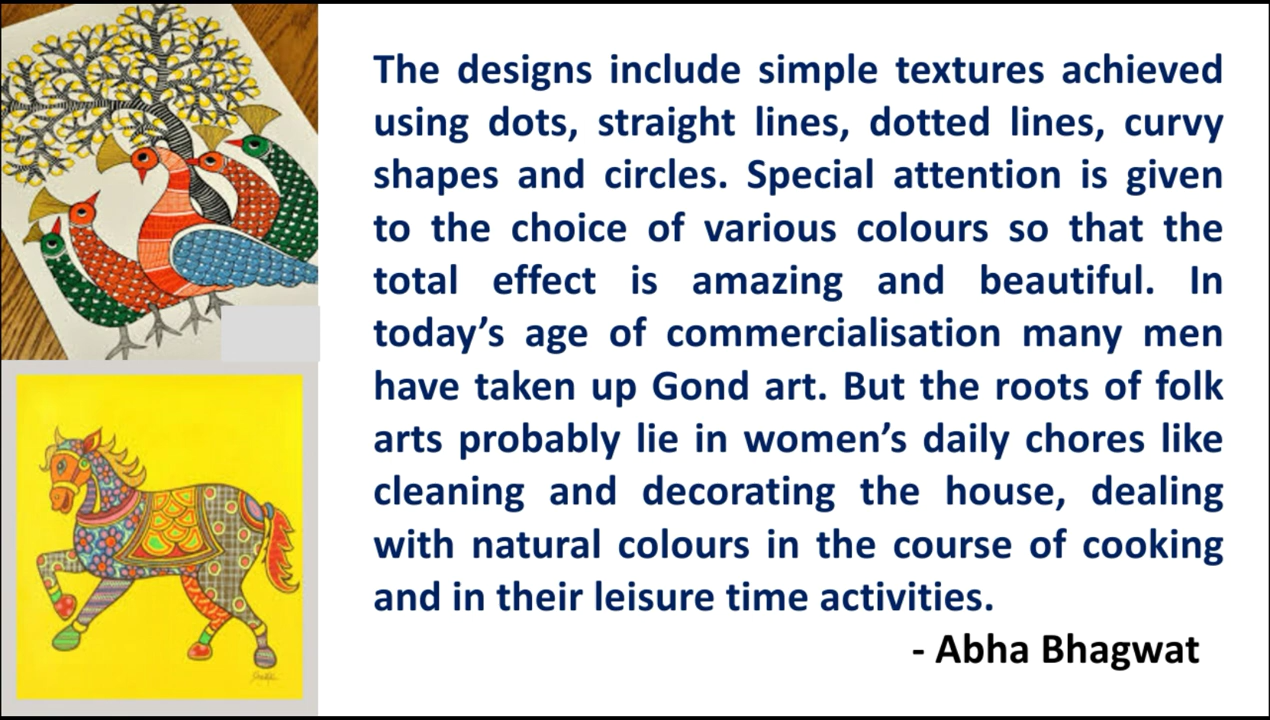 The designs include simple textures achieved
using dots, straight lines, dotted lines, curvy
shapes and circles. Special attention is given
to the choice of various colours so that the
total effect is amazing and beautiful. In
today’s age of commercialisation many men
have taken up Gond art. But the roots of folk
arts probably lie in women’s daily chores like
cleaning and decorating the house, dealing
with natural colours in the course of cooking
and in their leisure time activities.
- Abha Bhagwat